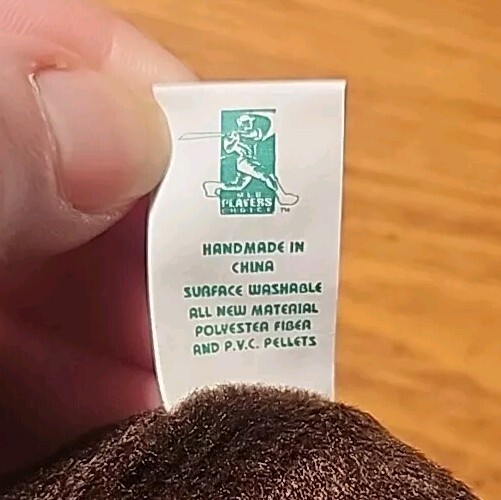 MLB
PLAYERS
CHOICE TM
HANDMADE IN
CHINA
SURFACE WASHABLE
ALL NEW MATERIAL
POLYESTER FIBER
AND P.V.C. PELLETS